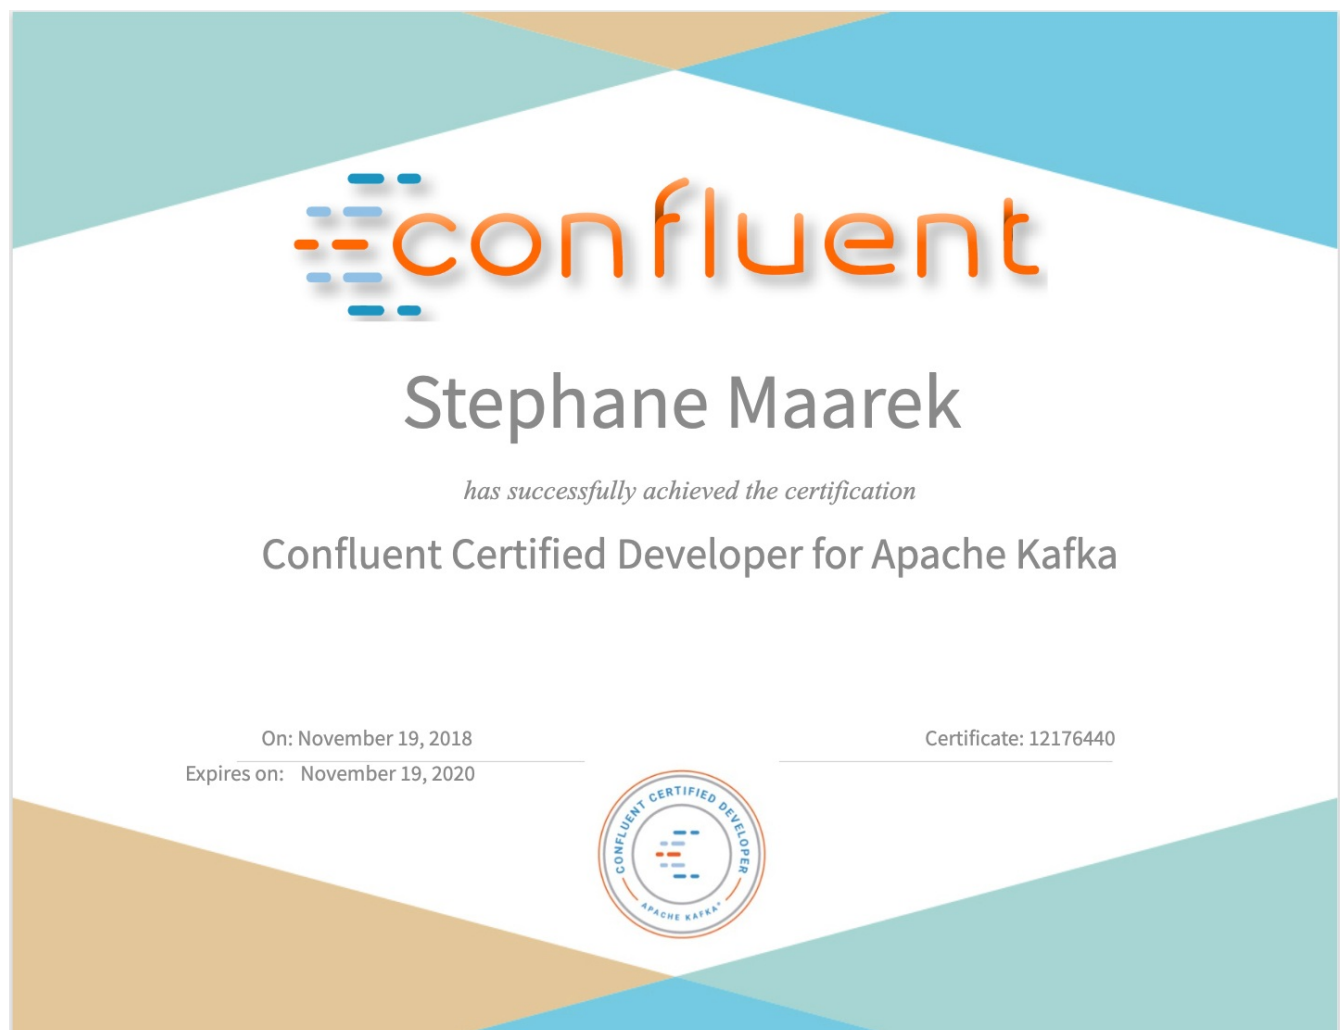 confluent
Stephane Maarek
has successfully achieved the certification
Confluent Certified Developer for Apache Kafka
On: November 19, 2018
Certificate: 12176440
Expires on: November 19, 2020
CONFLUENT CERTIFIED DEVELOPER
APACHE KAFKA®